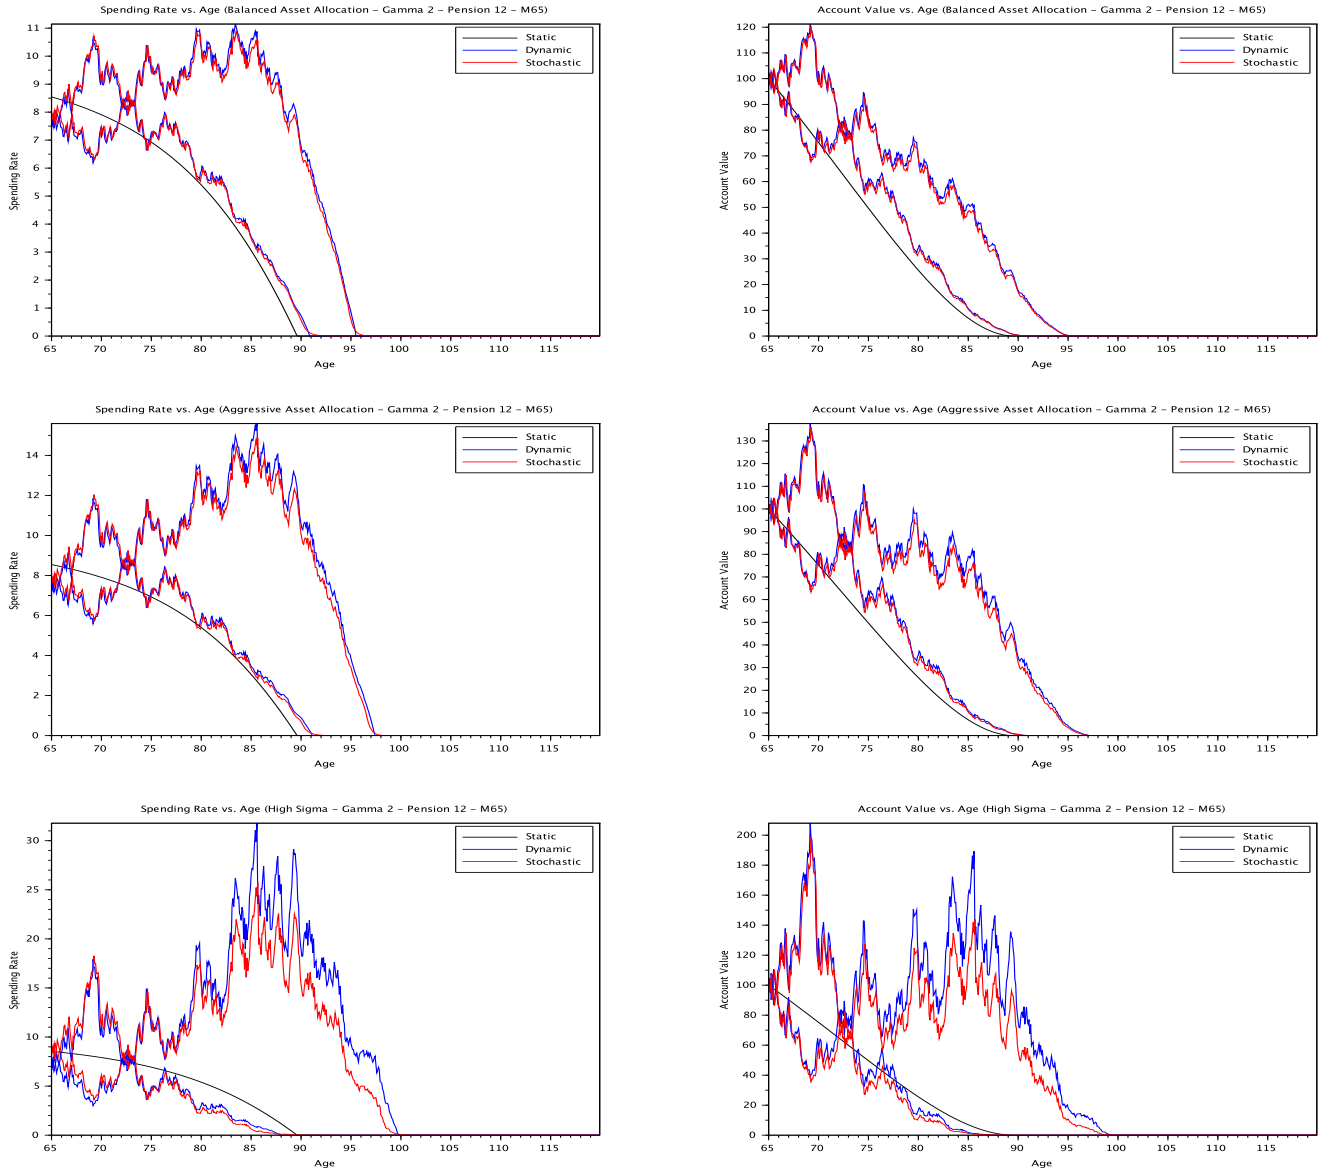 Spending Rate vs. Age (Balanced Asset Allocation – Gamma 2 – Pension 12 – M65)
Static
Dynamic
Stochastic
Spending Rate
11
10
9
8
7
6
5
4
3
2
1
0
65 70 75 80 85 90 95 100 105 110 115
Age
Account Value vs. Age (Balanced Asset Allocation – Gamma 2 – Pension 12 – M65)
Static
Dynamic
Stochastic
Account Value
120
110
100
90
80
70
60
50
40
30
20
10
0
65 70 75 80 85 90 95 100 105 110 115
Age
Spending Rate vs. Age (Aggressive Asset Allocation – Gamma 2 – Pension 12 – M65)
Static
Dynamic
Stochastic
Spending Rate
14
12
10
8
6
4
2
0
65 70 75 80 85 90 95 100 105 110 115
Age
Account Value vs. Age (Aggressive Asset Allocation – Gamma 2 – Pension 12 – M65)
Static
Dynamic
Stochastic
Account Value
130
120
110
100
90
80
70
60
50
40
30
20
10
0
65 70 75 80 85 90 95 100 105 110 115
Age
Spending Rate vs. Age (High Sigma – Gamma 2 – Pension 12 – M65)
Static
Dynamic
Stochastic
Spending Rate
30
25
20
15
10
5
0
65 70 75 80 85 90 95 100 105 110 115
Age
Account Value vs. Age (High Sigma – Gamma 2 – Pension 12 – M65)
Static
Dynamic
Stochastic
Account Value
200
180
160
140
120
100
80
60
40
20
0
65 70 75 80 85 90 95 100 105 110 115
Age